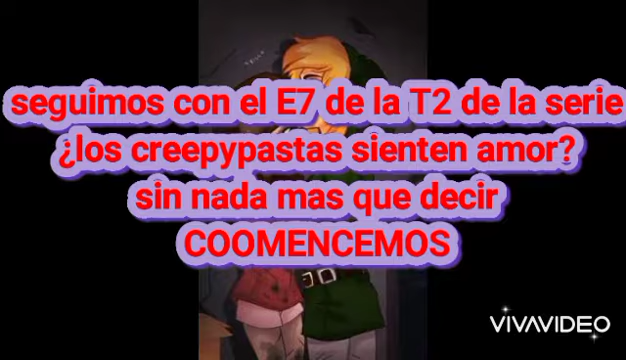 seguimos con el E7 de la T2 de la serie
¿los creepypastas sienten amor?
sin nada mas que decir
COOMENCEMOS
VIVAVIDEO